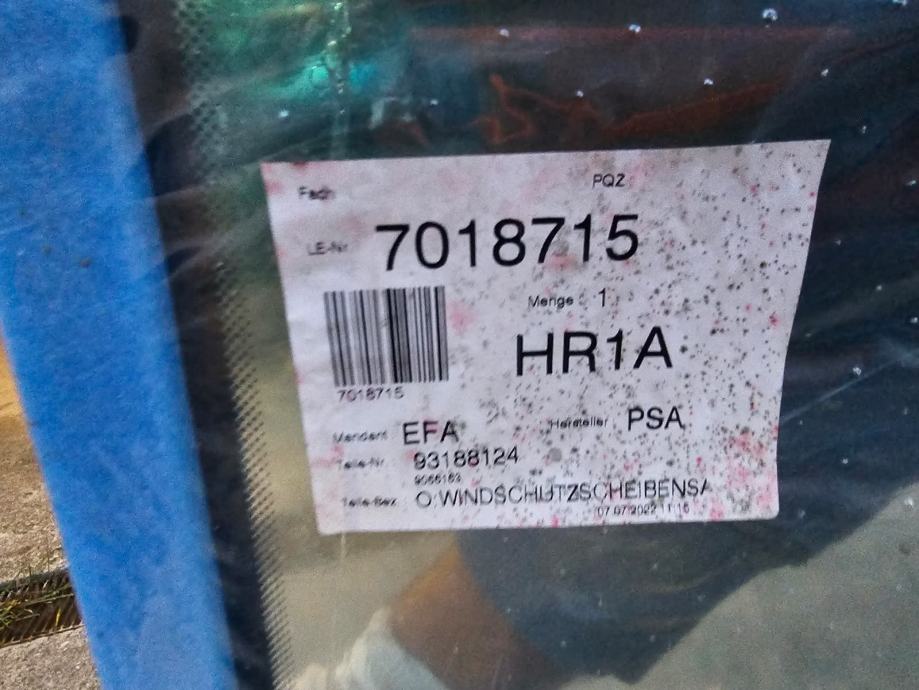 Fach
PQZ
LE-Nr 7018715
Menge : 1
HR1A
7018715
Mandant EFA Hersteller PSA
Teile-Nr. 93188124
Teile-Bez. O:WINDSCHUTZSCHEIBENSA
07.07.2022 11:16